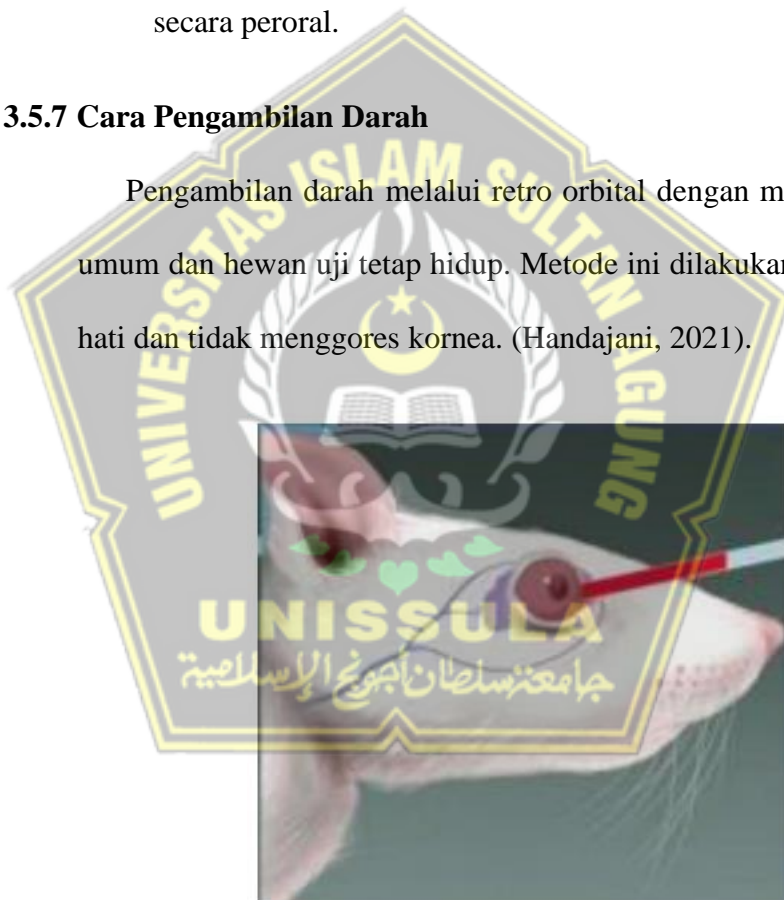 secara peroral.
3.5.7 Cara Pengambilan Darah
Pengambilan darah melalui retro orbital dengan m
umum dan hewan uji tetap hidup. Metode ini dilakukan
hati dan tidak menggores kornea. (Handajani, 2021).
UNIVERSITAS ISLAM SULTAN AGUNG
UNISSULA
جامعة سلطان أجونج الإسلامية